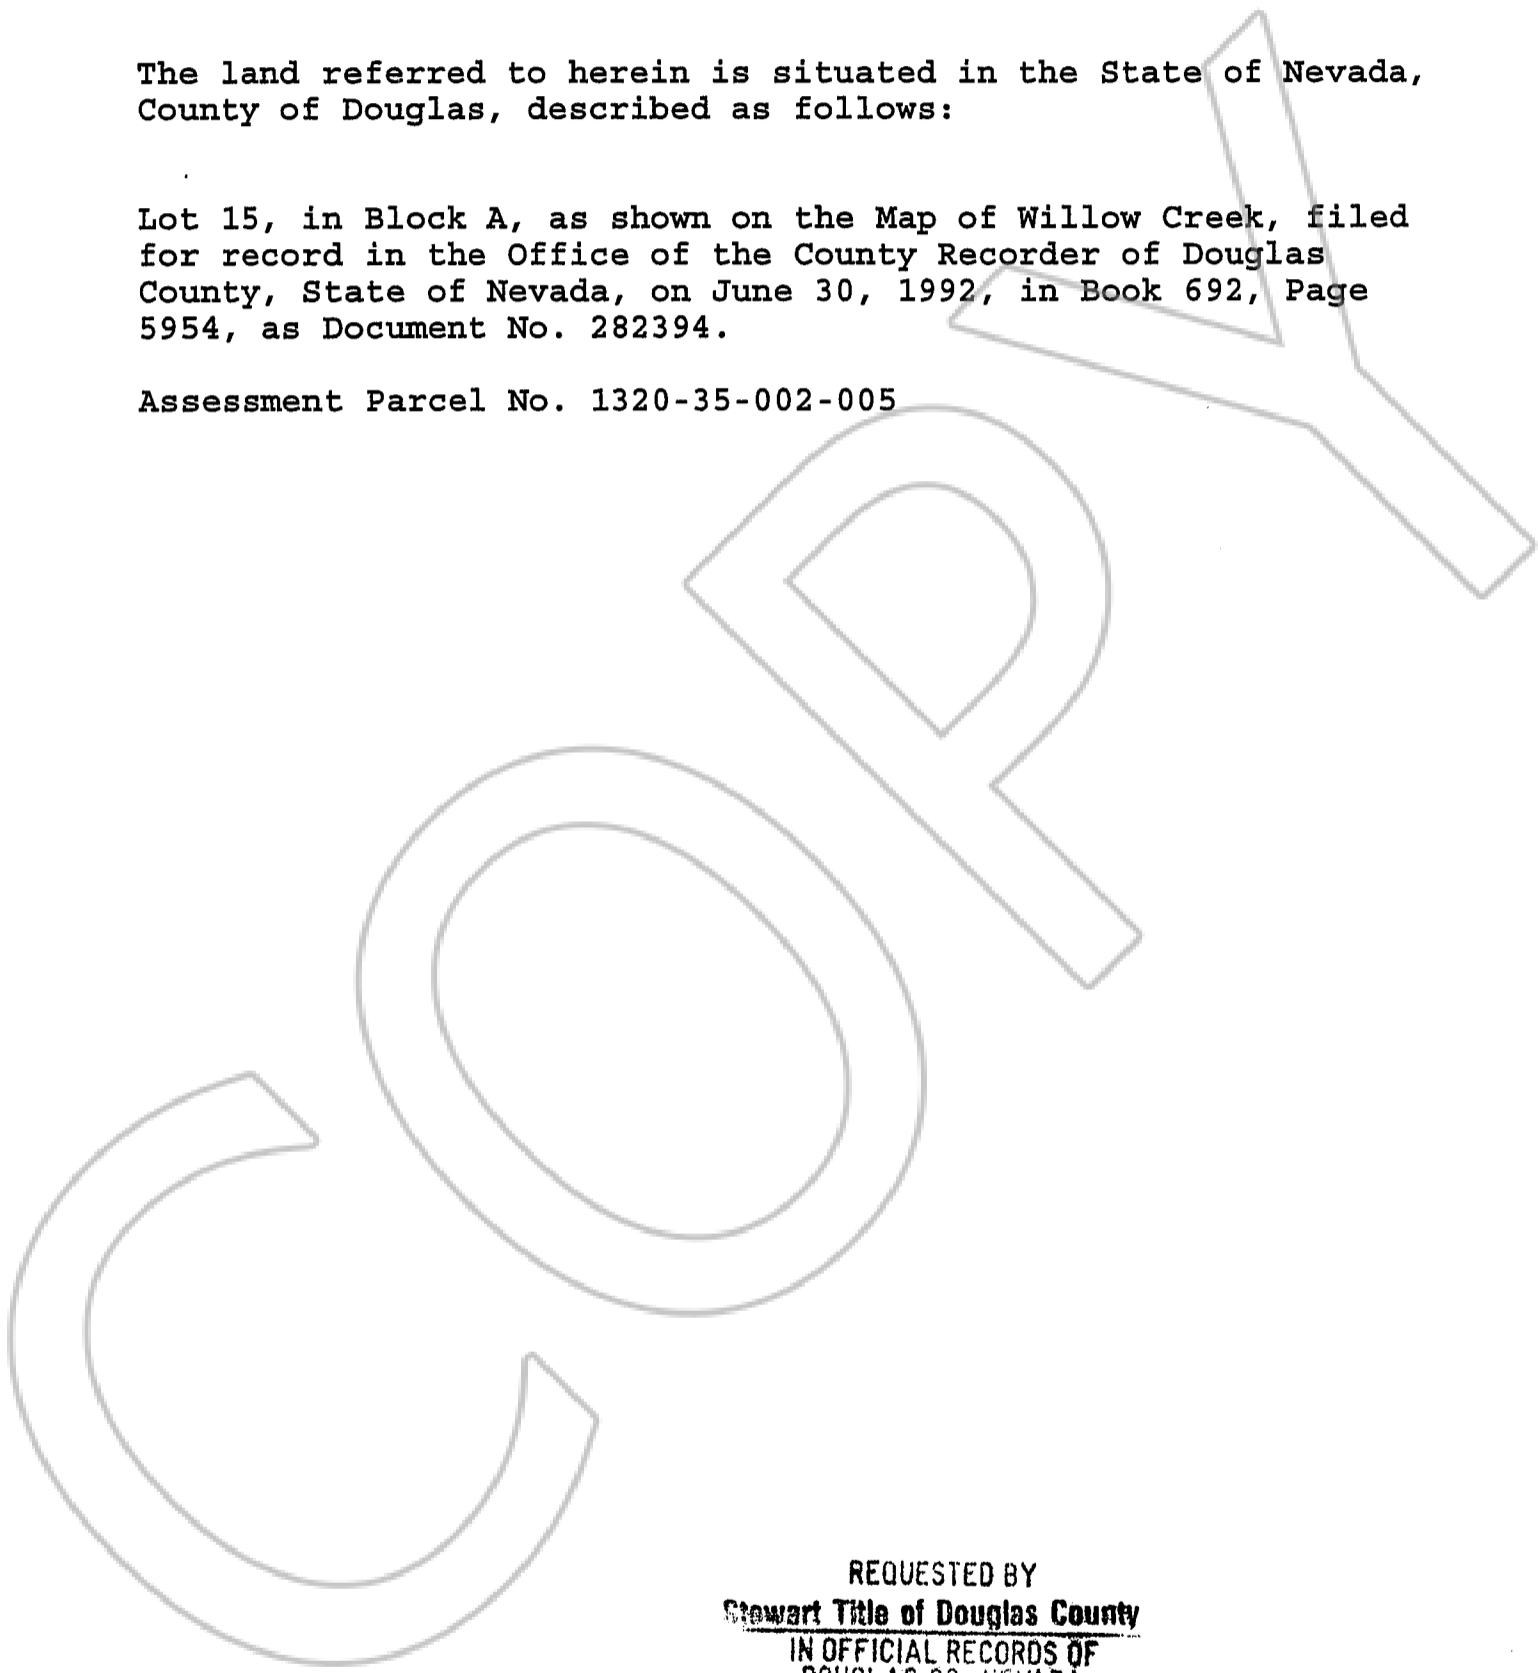 The land referred to herein is situated in the State of Nevada,
County of Douglas, described as follows:
Lot 15, in Block A, as shown on the Map of Willow Creek, filed
for record in the Office of the County Recorder of Douglas
County, State of Nevada, on June 30, 1992, in Book 692, Page
5954, as Document No. 282394.
Assessment Parcel No. 1320-35-002-005
COPY
REQUESTED BY
Stewart Title of Douglas County
IN OFFICIAL RECORDS OF